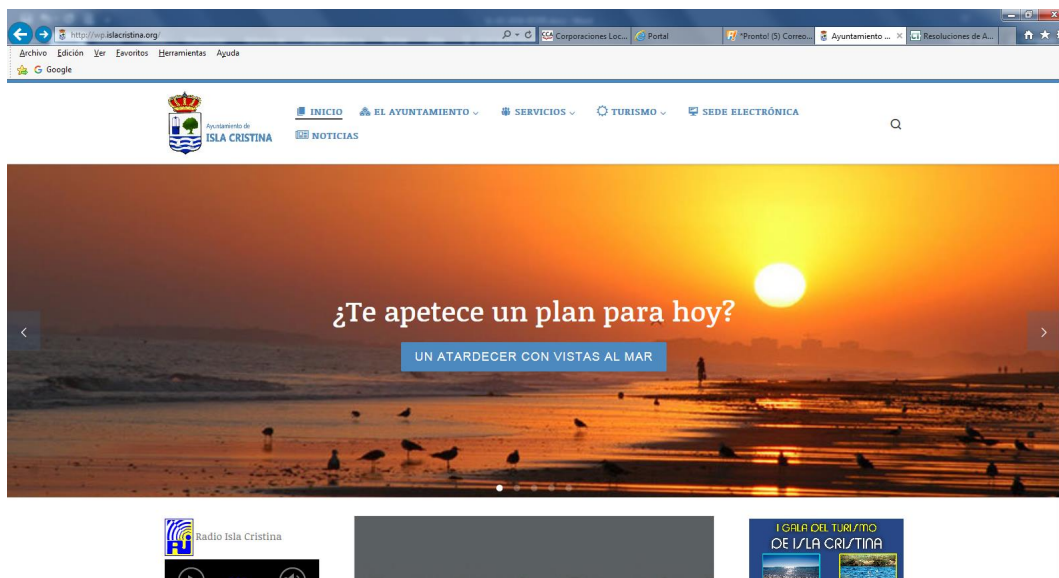 http://wp.islacristina.org/
Corporaciones Loc...
Portal
*Pronto! (5) Correo...
Ayuntamiento ...
Resoluciones de A...
Archivo Edición Ver Favoritos Herramientas Ayuda
Google
Ayuntamiento de
ISLA CRISTINA
INICIO
EL AYUNTAMIENTO
SERVICIOS
TURISMO
SEDE ELECTRÓNICA
NOTICIAS
¿Te apetece un plan para hoy?
UN ATARDECER CON VISTAS AL MAR
Radio Isla Cristina
I GALA DEL TURISMO
DE ISLA CRISTINA